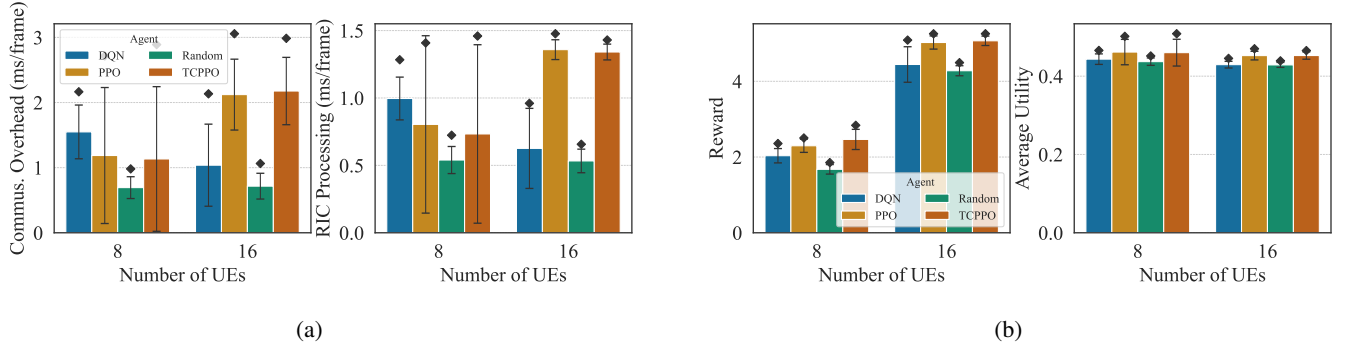 Commus. Overhead (ms/frame)
3
2
1
0
Agent
DQN
Random
PPO
TCPPO
8
16
Number of UEs
RIC Processing (ms/frame)
1.5
1.0
0.5
0.0
8
16
Number of UEs
(a)
Reward
4
2
0
Agent
DQN
Random
PPO
TCPPO
8
16
Number of UEs
Average Utility
0.4
0.2
0.0
8
16
Number of UEs
(b)